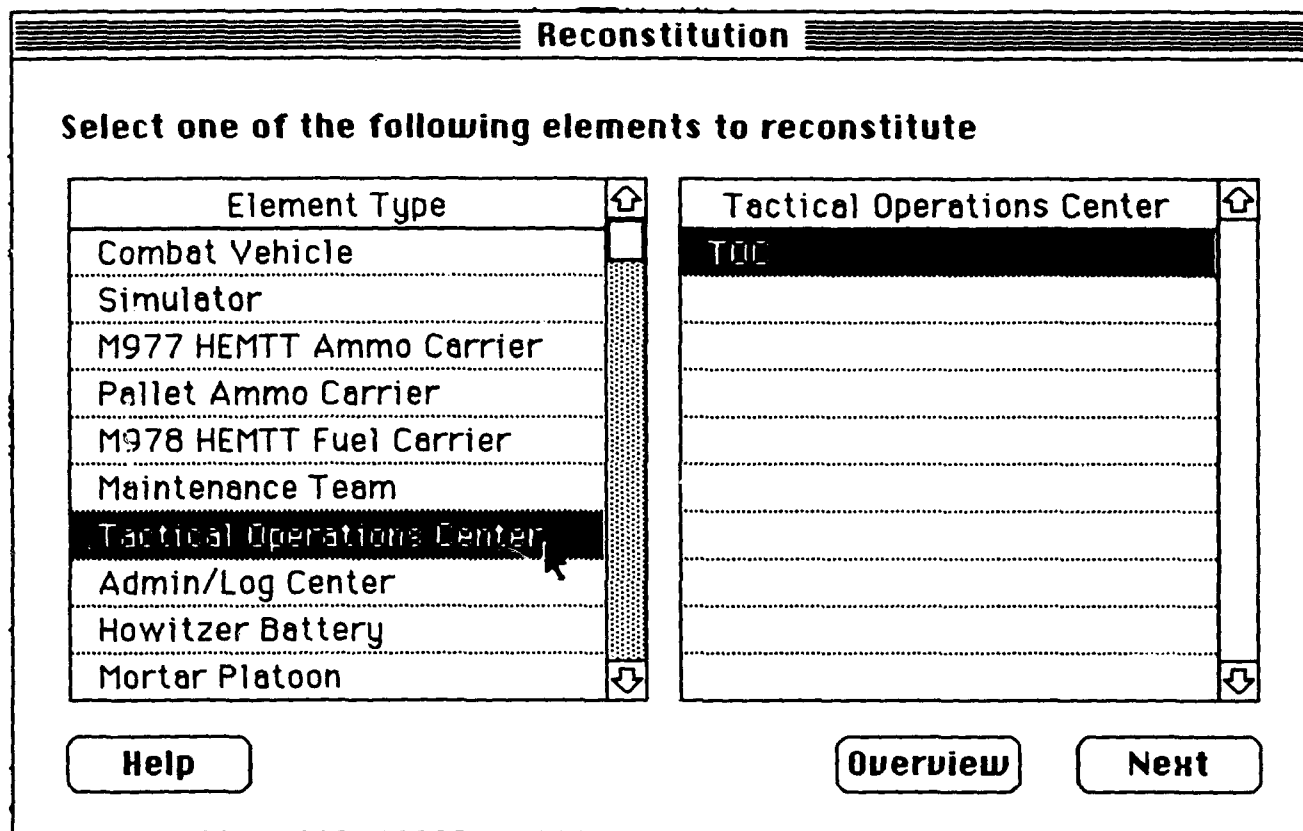 Reconstitution
Select one of the following elements to reconstitute
Element Type
Combat Vehicle
Simulator
M977 HEMTT Ammo Carrier
Pallet Ammo Carrier
M978 HEMTT Fuel Carrier
Maintenance Team
Tactical Operations Center
Admin/Log Center
Howitzer Battery
Mortar Platoon
Tactical Operations Center
TOC
Help
Overview
Next